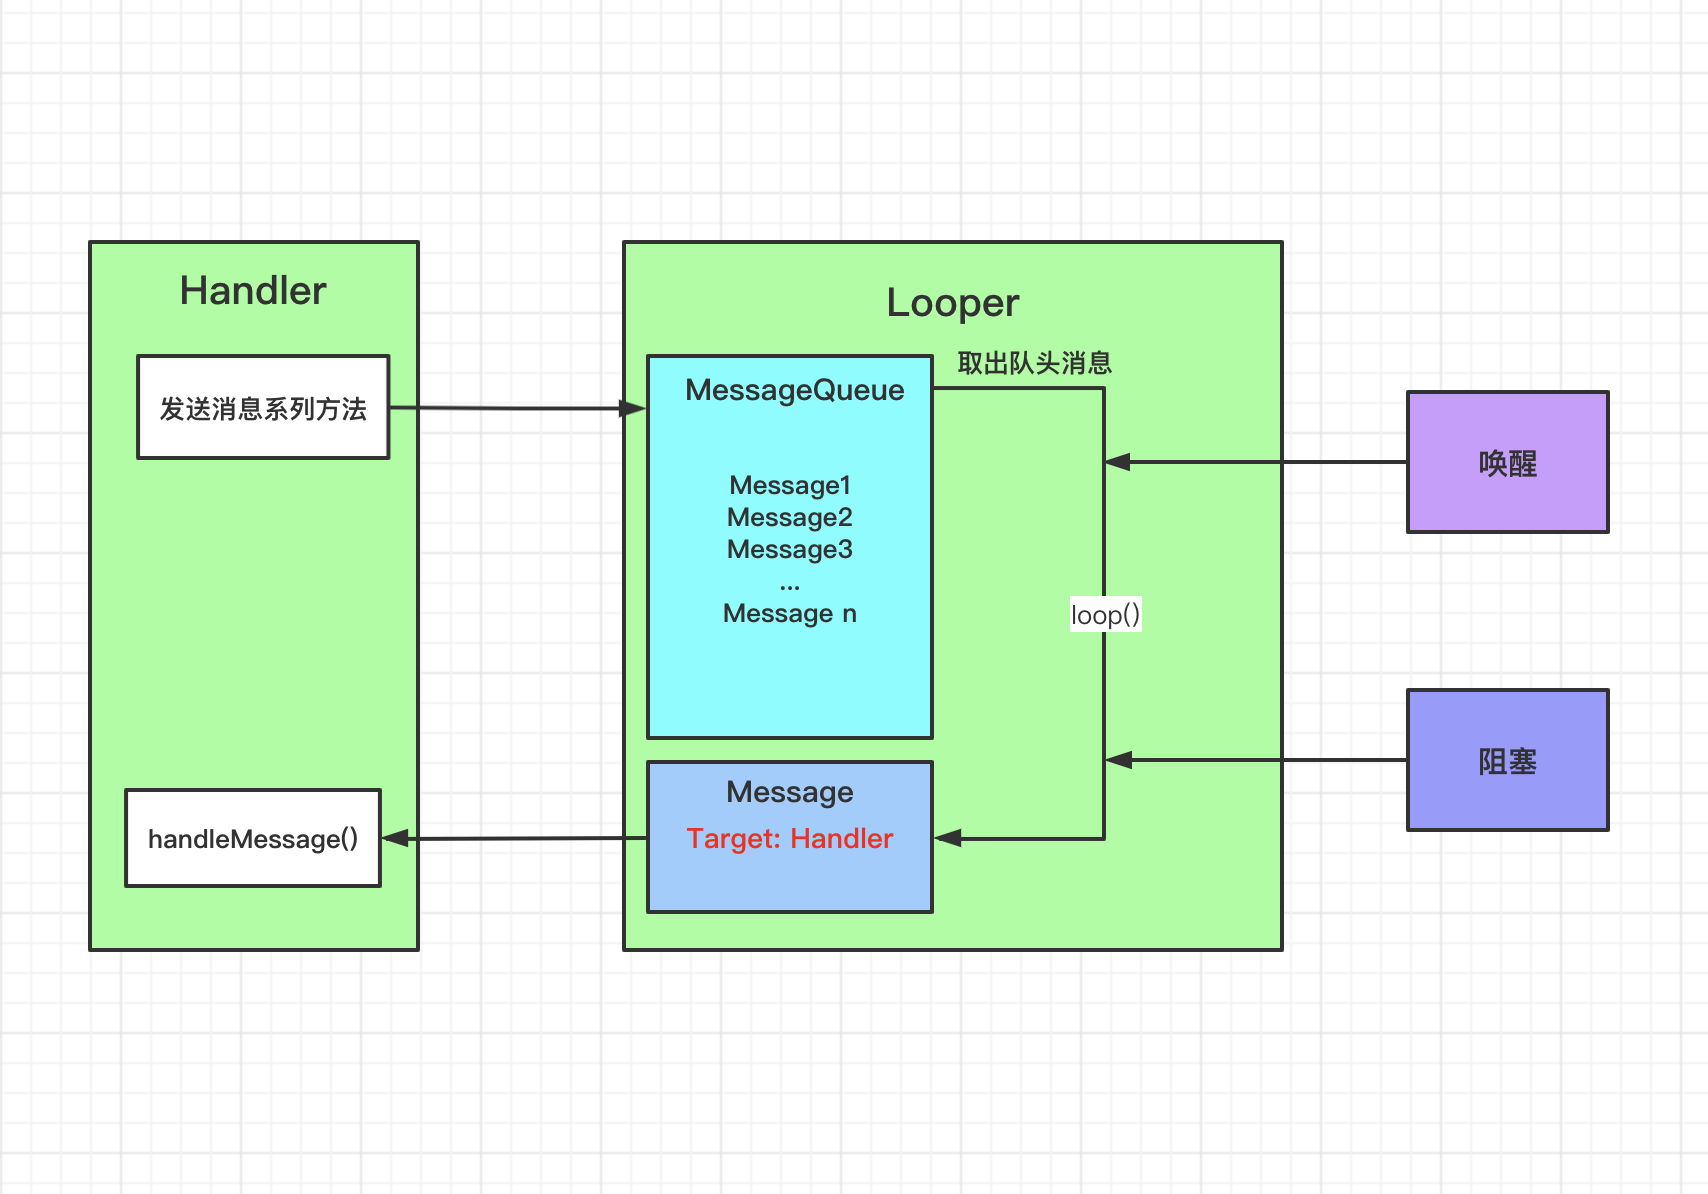 Handler
发送消息系列方法
handleMessage()
Looper
取出队头消息
MessageQueue
Message1
Message2
Message3
...
Message n
loop()
Message
Target: Handler
唤醒
阻塞